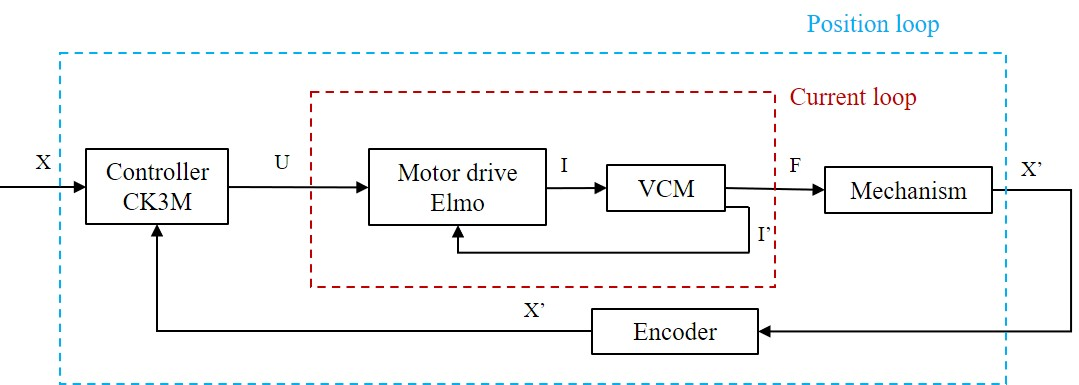 Position loop
Current loop
X
Controller
CK3M
U
Motor drive
Elmo
I
VCM
F
Mechanism
X’
I’
X’
Encoder